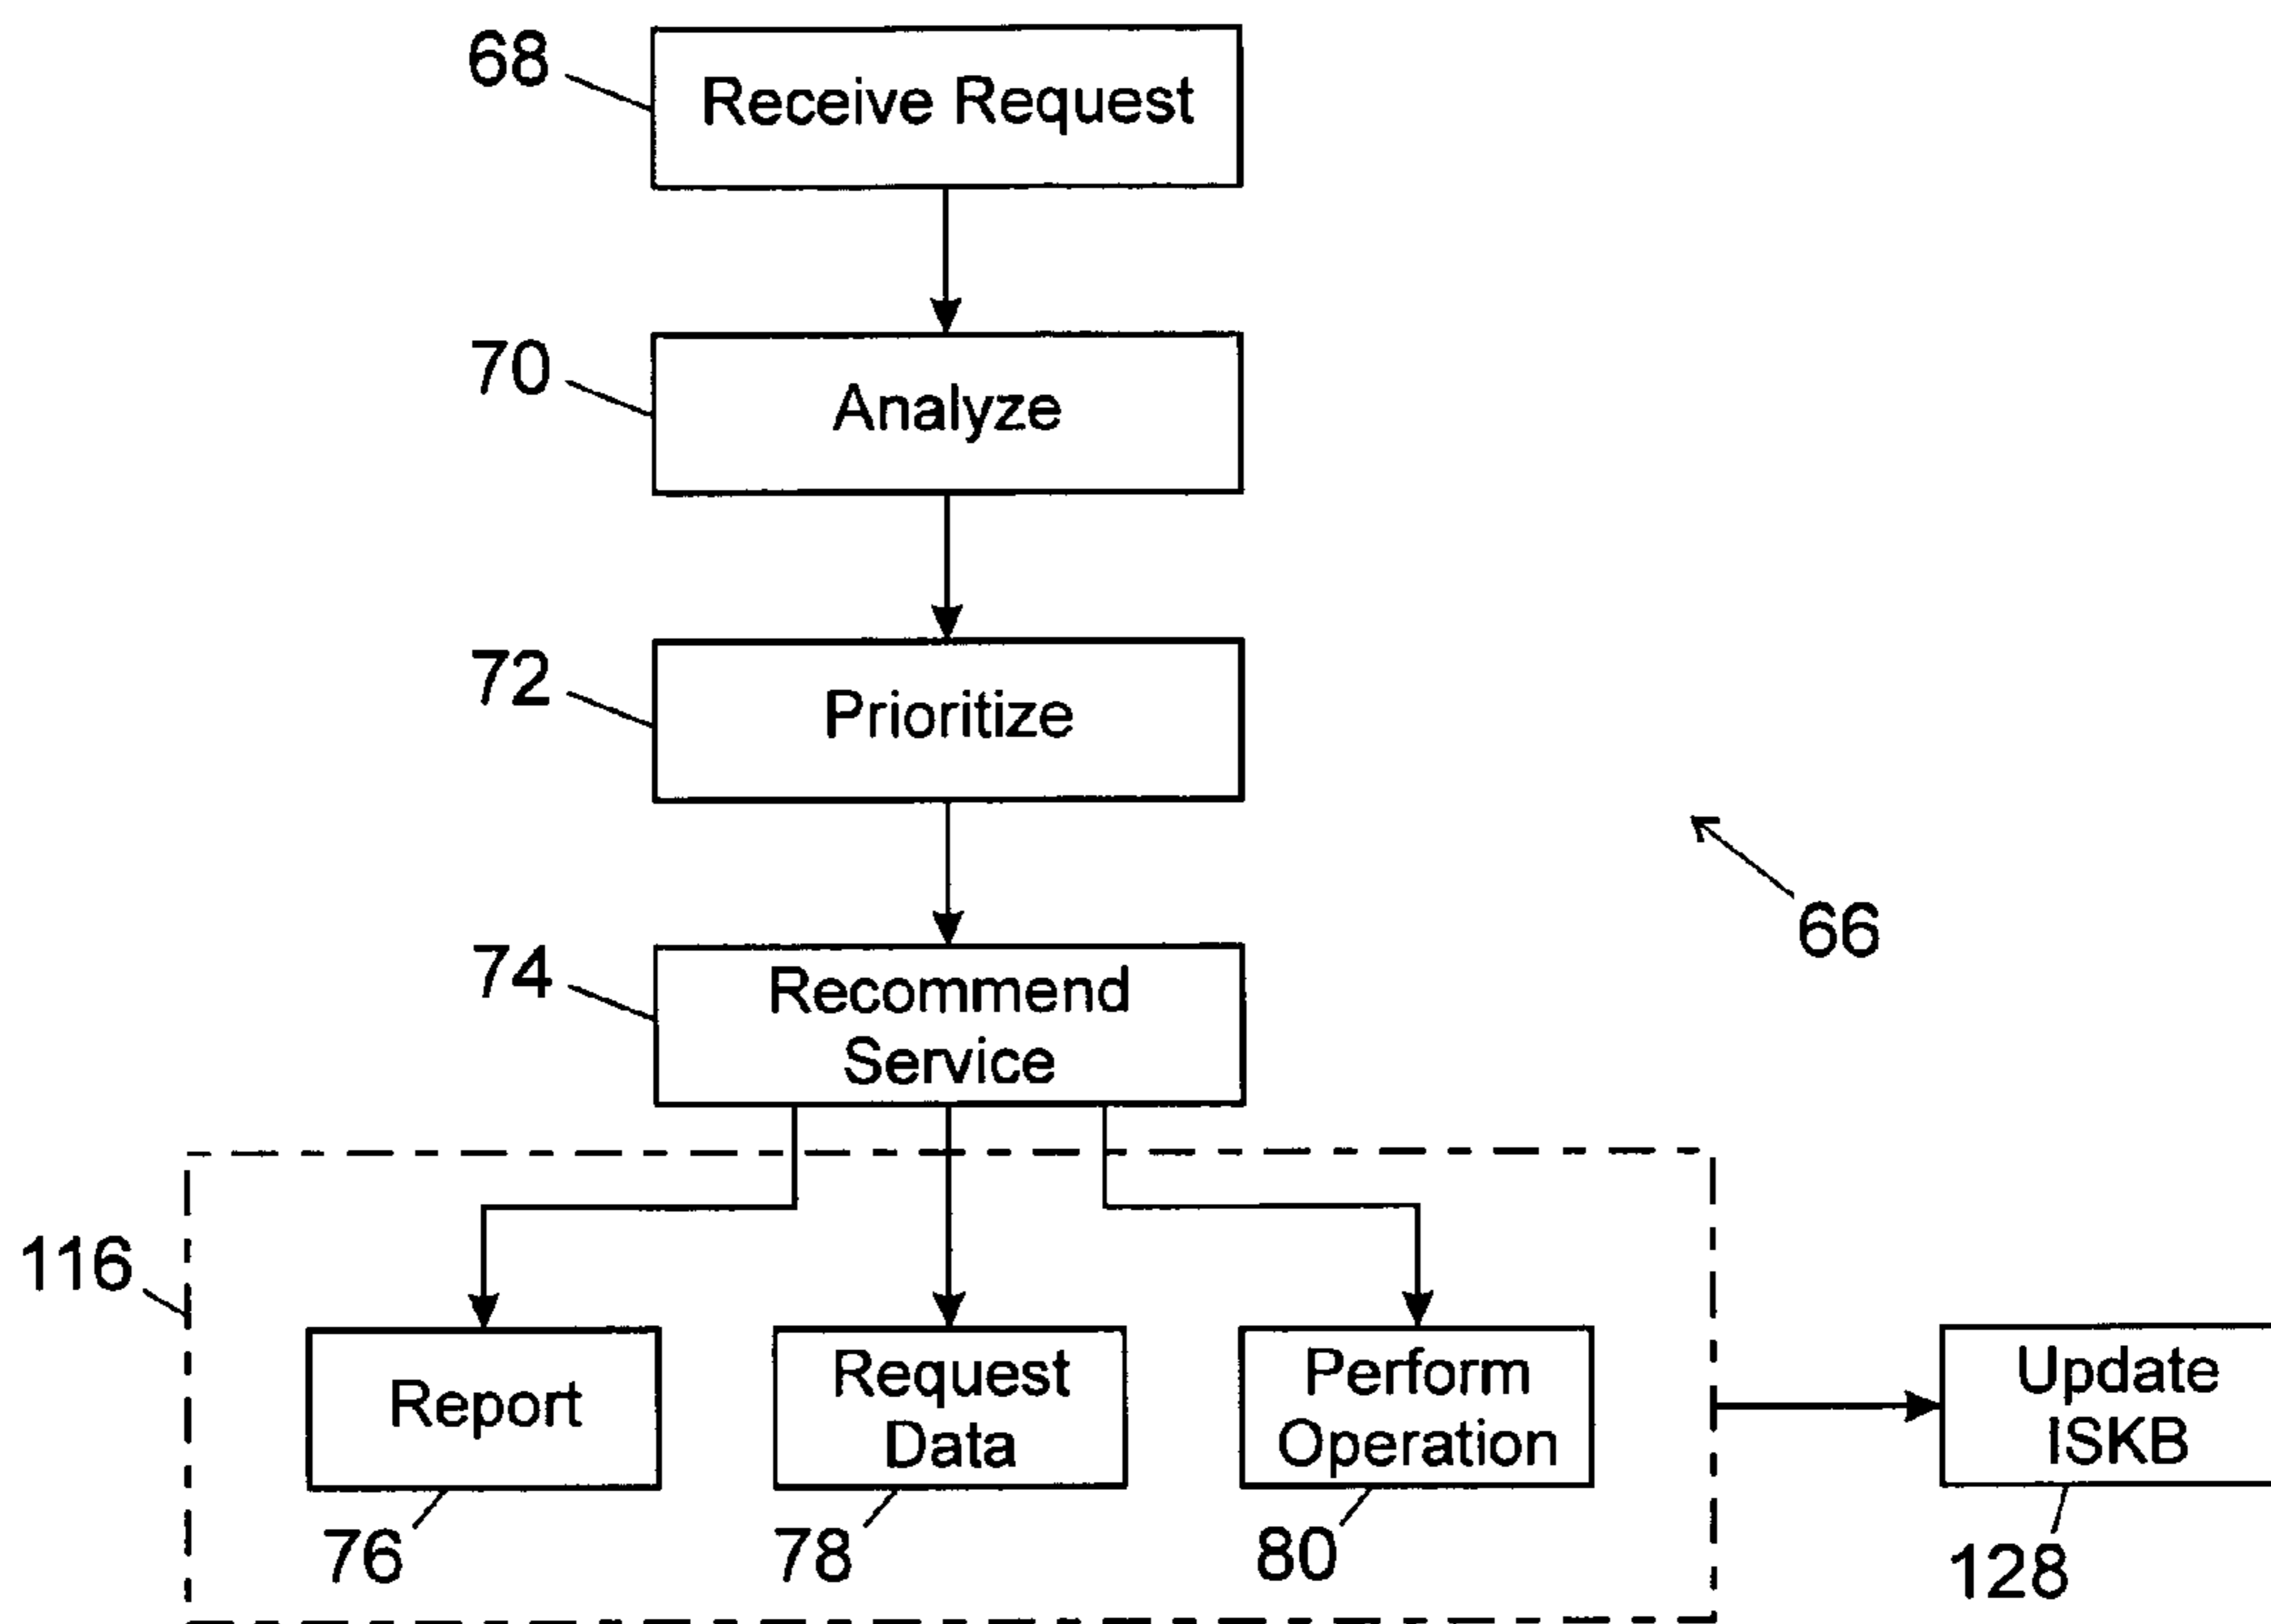 68
Receive Request
70
Analyze
72
Prioritize
66
74
Recommend
Service
116
Report
Request
Data
Perform
Operation
Update
ISKB
76
78
80
128